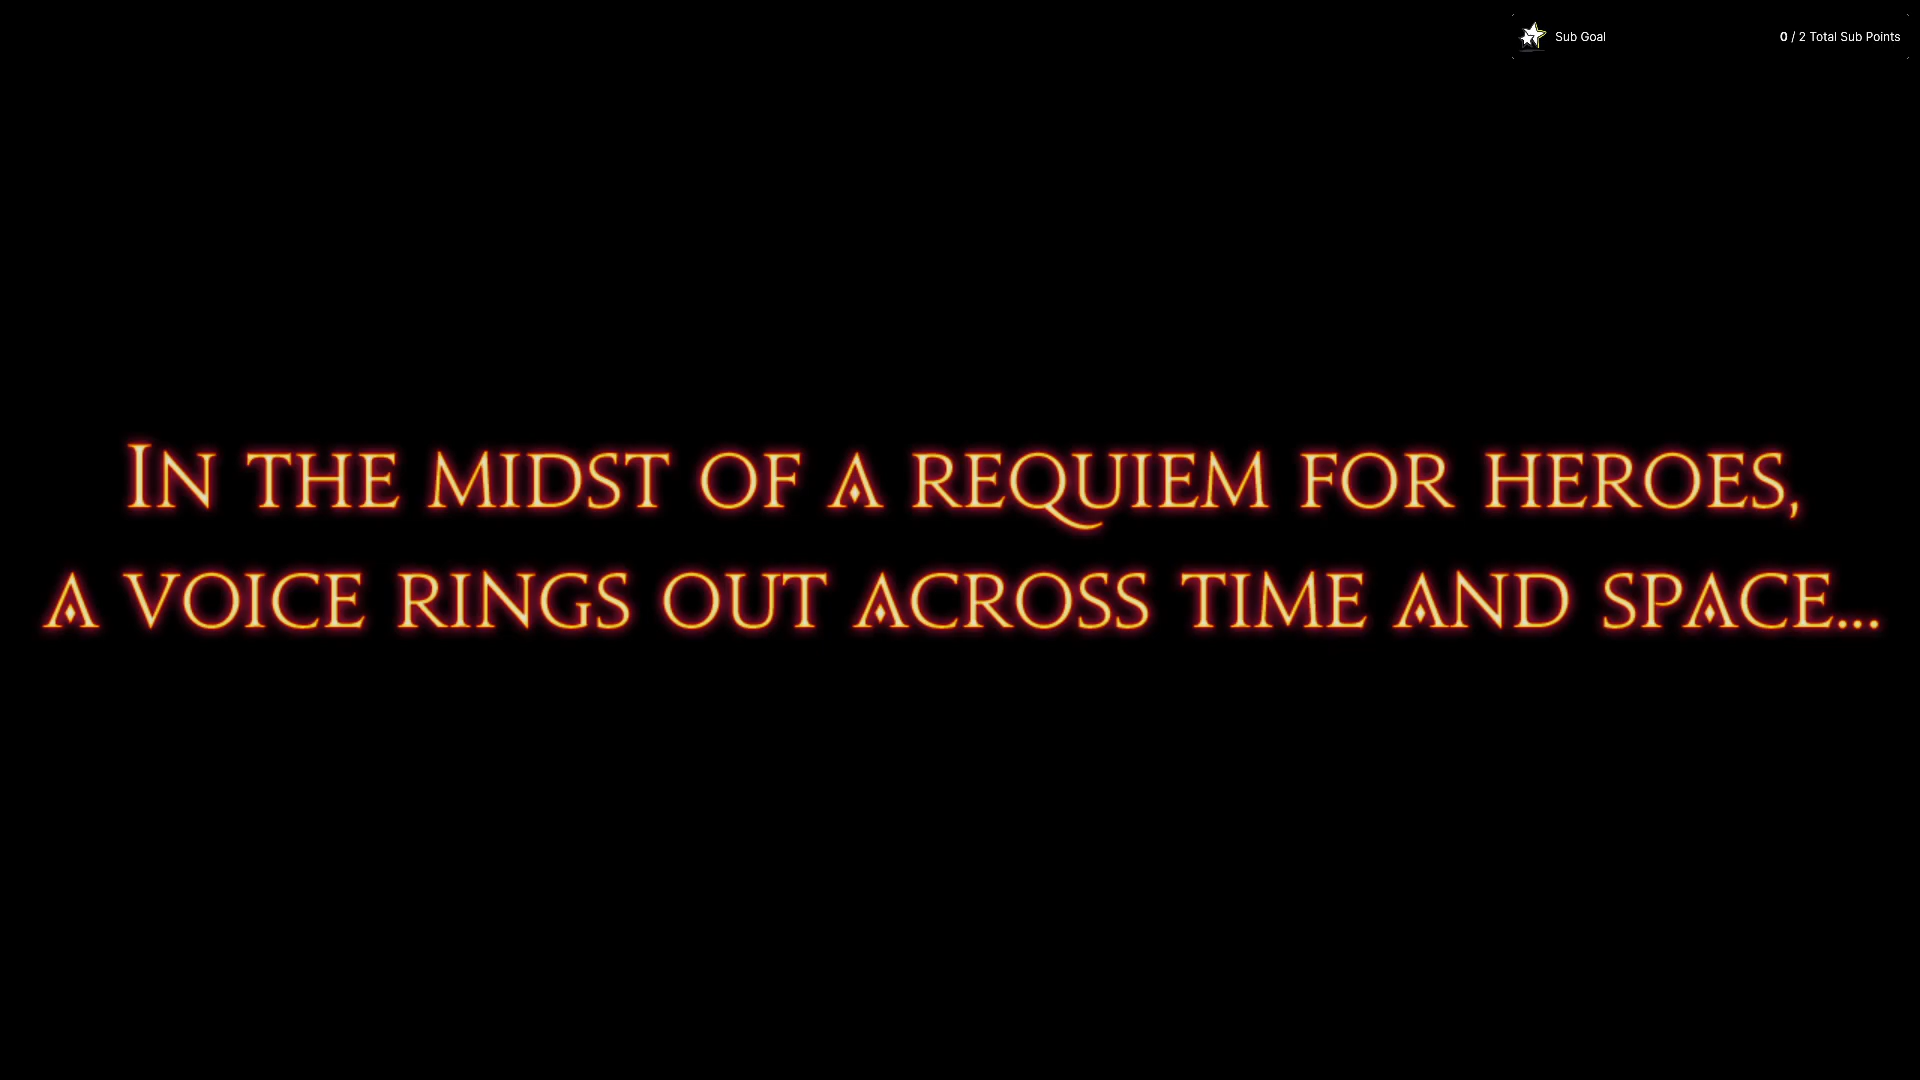 Sub Goal 0 / 2 Total Sub Points
In the midst of a requiem for heroes,
a voice rings out across time and space...